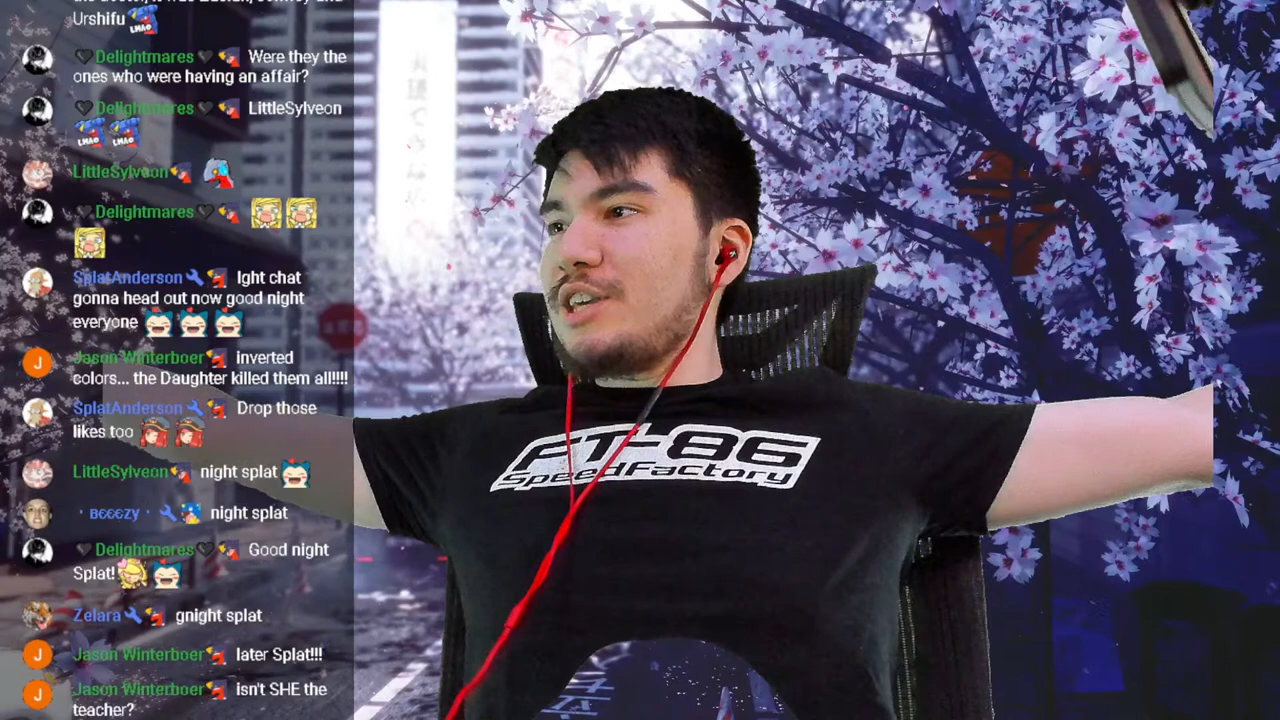 Urshifu
Delightmares Were they the
ones who were having an affair?
Delightmares LittleSylveon
LMAO LMAO
LittleSylveon
Delightmares
SplatAnderson Ight chat
gonna head out now good night
everyone
Jason Winterboer inverted
colors... the Daughter killed them all!!!!
SplatAnderson Drop those
likes too
LittleSylveon night splat
night splat
Delightmares Good night
Splat!
Zelara gnight splat
Jason Winterboer later Splat!!!
Jason Winterboer isn't SHE the
teacher?
FT-86
SpeedFactory